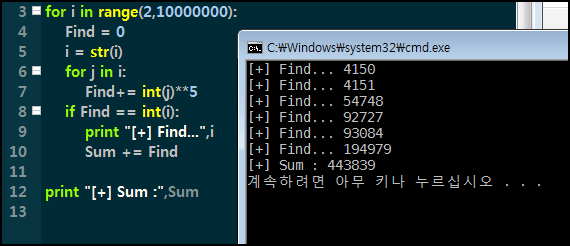 3 for i in range(2,10000000):
4 Find = 0
5 i = str(i)
6 for j in i:
7 Find+= int(j)**5
8 if Find == int(i):
9 print "[+] Find...",i
10 Sum += Find
11
12 print "[+] Sum :",Sum
13
C:₩Windows₩system32₩cmd.exe
[+] Find... 4150
[+] Find... 4151
[+] Find... 54748
[+] Find... 92727
[+] Find... 93084
[+] Find... 194979
[+] Sum : 443839
계속하려면 아무 키나 누르십시오 . . .